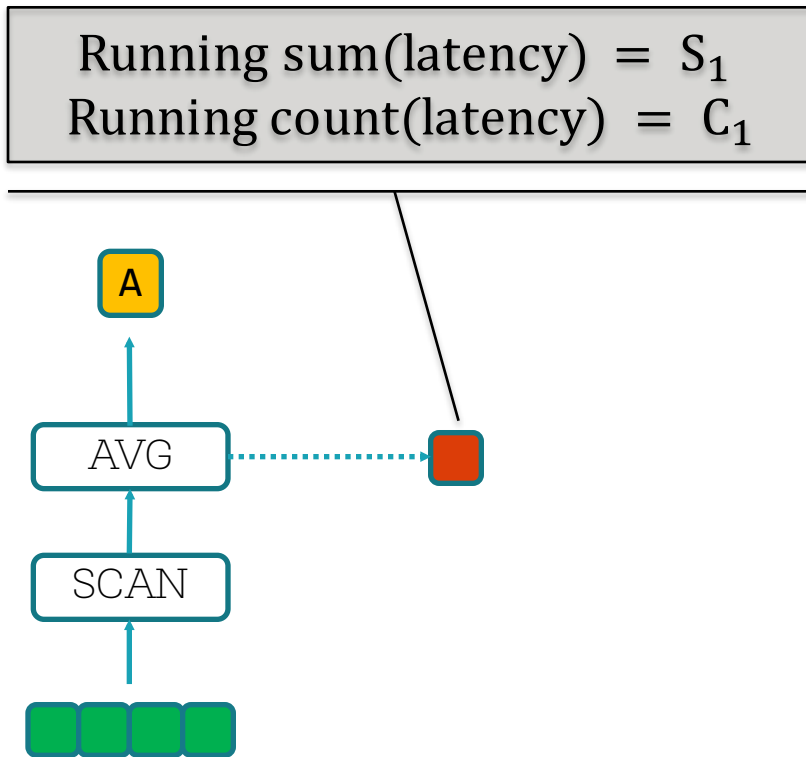 Running sum(latency) = S₁
Running count(latency) = C₁
A
AVG
SCAN